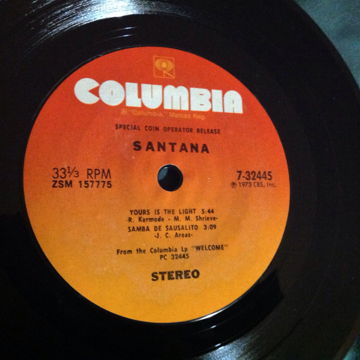 COLUMBIA
® "Columbia", Marcas Reg.
SPECIAL COIN OPERATOR RELEASE
SANTANA
33⅓ RPM
ZSM 157775
7-32445
℗ 1973 CBS, Inc.
YOURS IS THE LIGHT 5:44
-R. Kermode - M. M. Shrieve-
SAMBA DE SAUSALITO 3:09
-J. C. Areas-
From the Columbia Lp "WELCOME"
PC 32445
STEREO